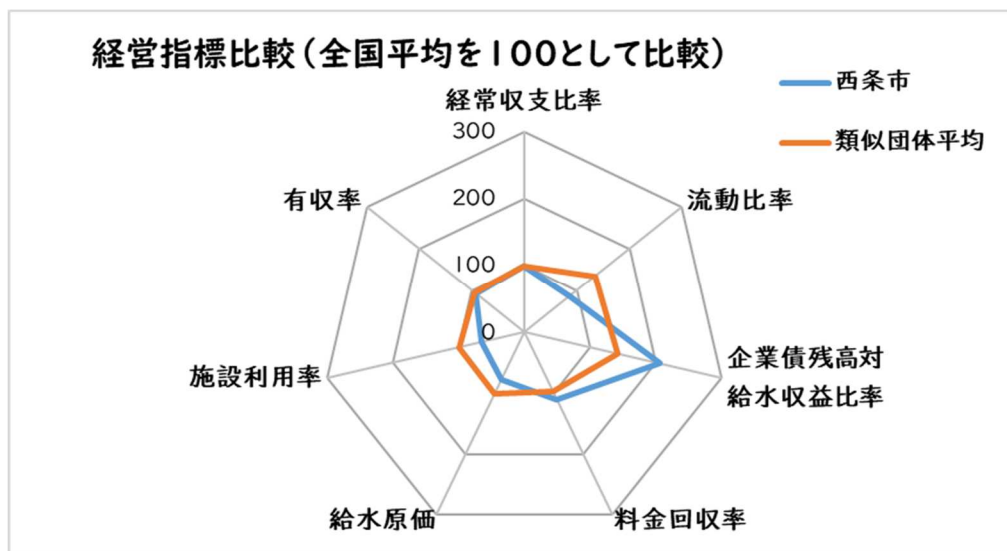 経営指標比較(全国平均を100として比較)
西条市
類似団体平均
経常収支比率
300
200
100
0
流動比率
企業債残高対
給水収益比率
料金回収率
給水原価
施設利用率
有収率